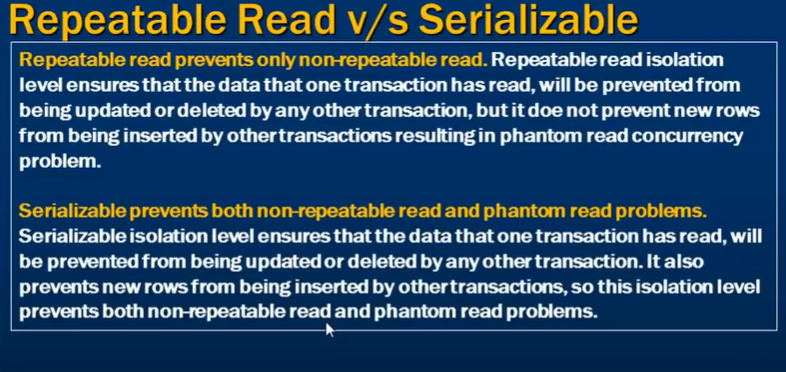 Repeatable Read v/s Serializable
Repeatable read prevents only non-repeatable read. Repeatable read isolation
level ensures that the data that one transaction has read, will be prevented from
being updated or deleted by any other transaction, but it doe not prevent new rows
from being inserted by other transactions resulting in phantom read concurrency
problem.
Serializable prevents both non-repeatable read and phantom read problems.
Serializable isolation level ensures that the data that one transaction has read, will
be prevented from being updated or deleted by any other transaction. It also
prevents new rows from being inserted by other transactions, so this isolation level
prevents both non-repeatable read and phantom read problems.